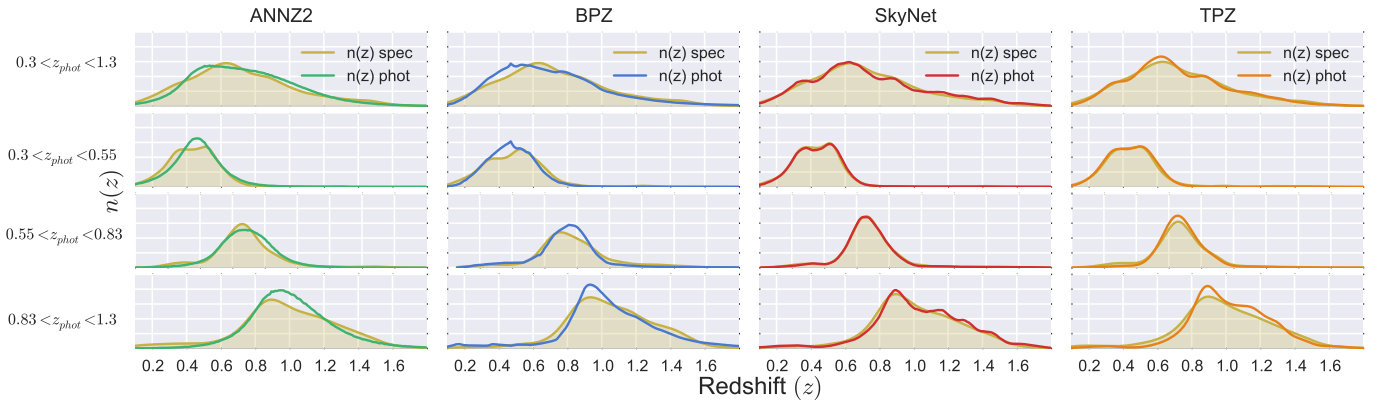 ANNZ2 BPZ SkyNet TPZ
0.3 < z_phot < 1.3
n(z) spec
n(z) phot
n(z) spec
n(z) phot
n(z) spec
n(z) phot
n(z) spec
n(z) phot
0.3 < z_phot < 0.55
n(z)
0.55 < z_phot < 0.83
0.83 < z_phot < 1.3
0.2 0.4 0.6 0.8 1.0 1.2 1.4 1.6 0.2 0.4 0.6 0.8 1.0 1.2 1.4 1.6 0.2 0.4 0.6 0.8 1.0 1.2 1.4 1.6 0.2 0.4 0.6 0.8 1.0 1.2 1.4 1.6
Redshift (z)